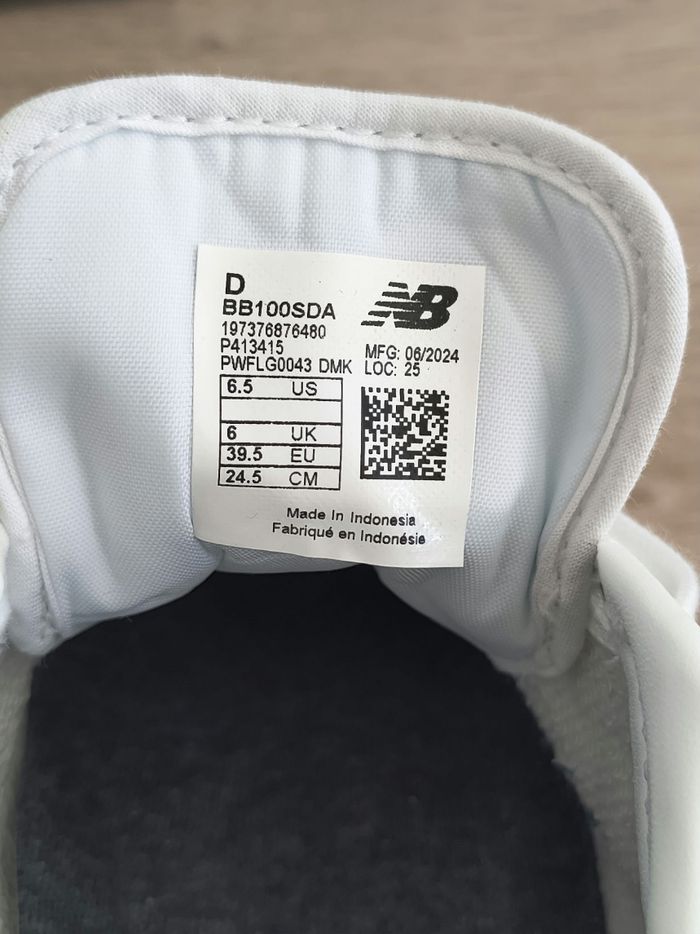 D
BB100SDA
197376876480
P413415
PWFLG0043 DMK
NB
MFG: 06/2024
LOC: 25
6.5 US
6 UK
39.5 EU
24.5 CM
Made In Indonesia
Fabriqué en Indonésie